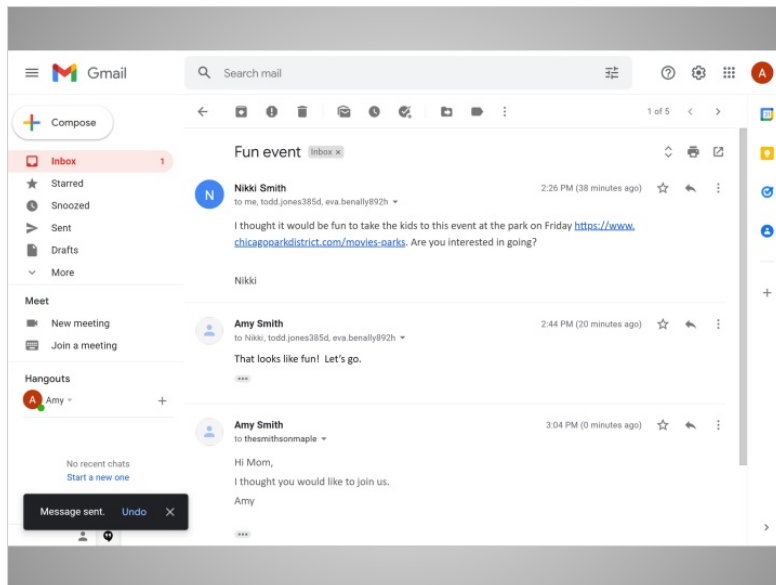 Gmail
Search mail
A
Compose
1 of 5
Inbox 1
Starred
Snoozed
Sent
Drafts
More
Meet
New meeting
Join a meeting
Hangouts
A Amy
No recent chats
Start a new one
Message sent. Undo
Fun event Inbox x
N
Nikki Smith 2:26 PM (38 minutes ago)
to me, todd.jones385d, eva.benally892h
I thought it would be fun to take the kids to this event at the park on Friday https://www.
chicagoparkdistrict.com/movies-parks. Are you interested in going?
Nikki
Amy Smith 2:44 PM (20 minutes ago)
to Nikki, todd.jones385d, eva.benally892h
That looks like fun! Let's go.
Amy Smith 3:04 PM (0 minutes ago)
to thesmithsonmaple
Hi Mom,
I thought you would like to join us.
Amy